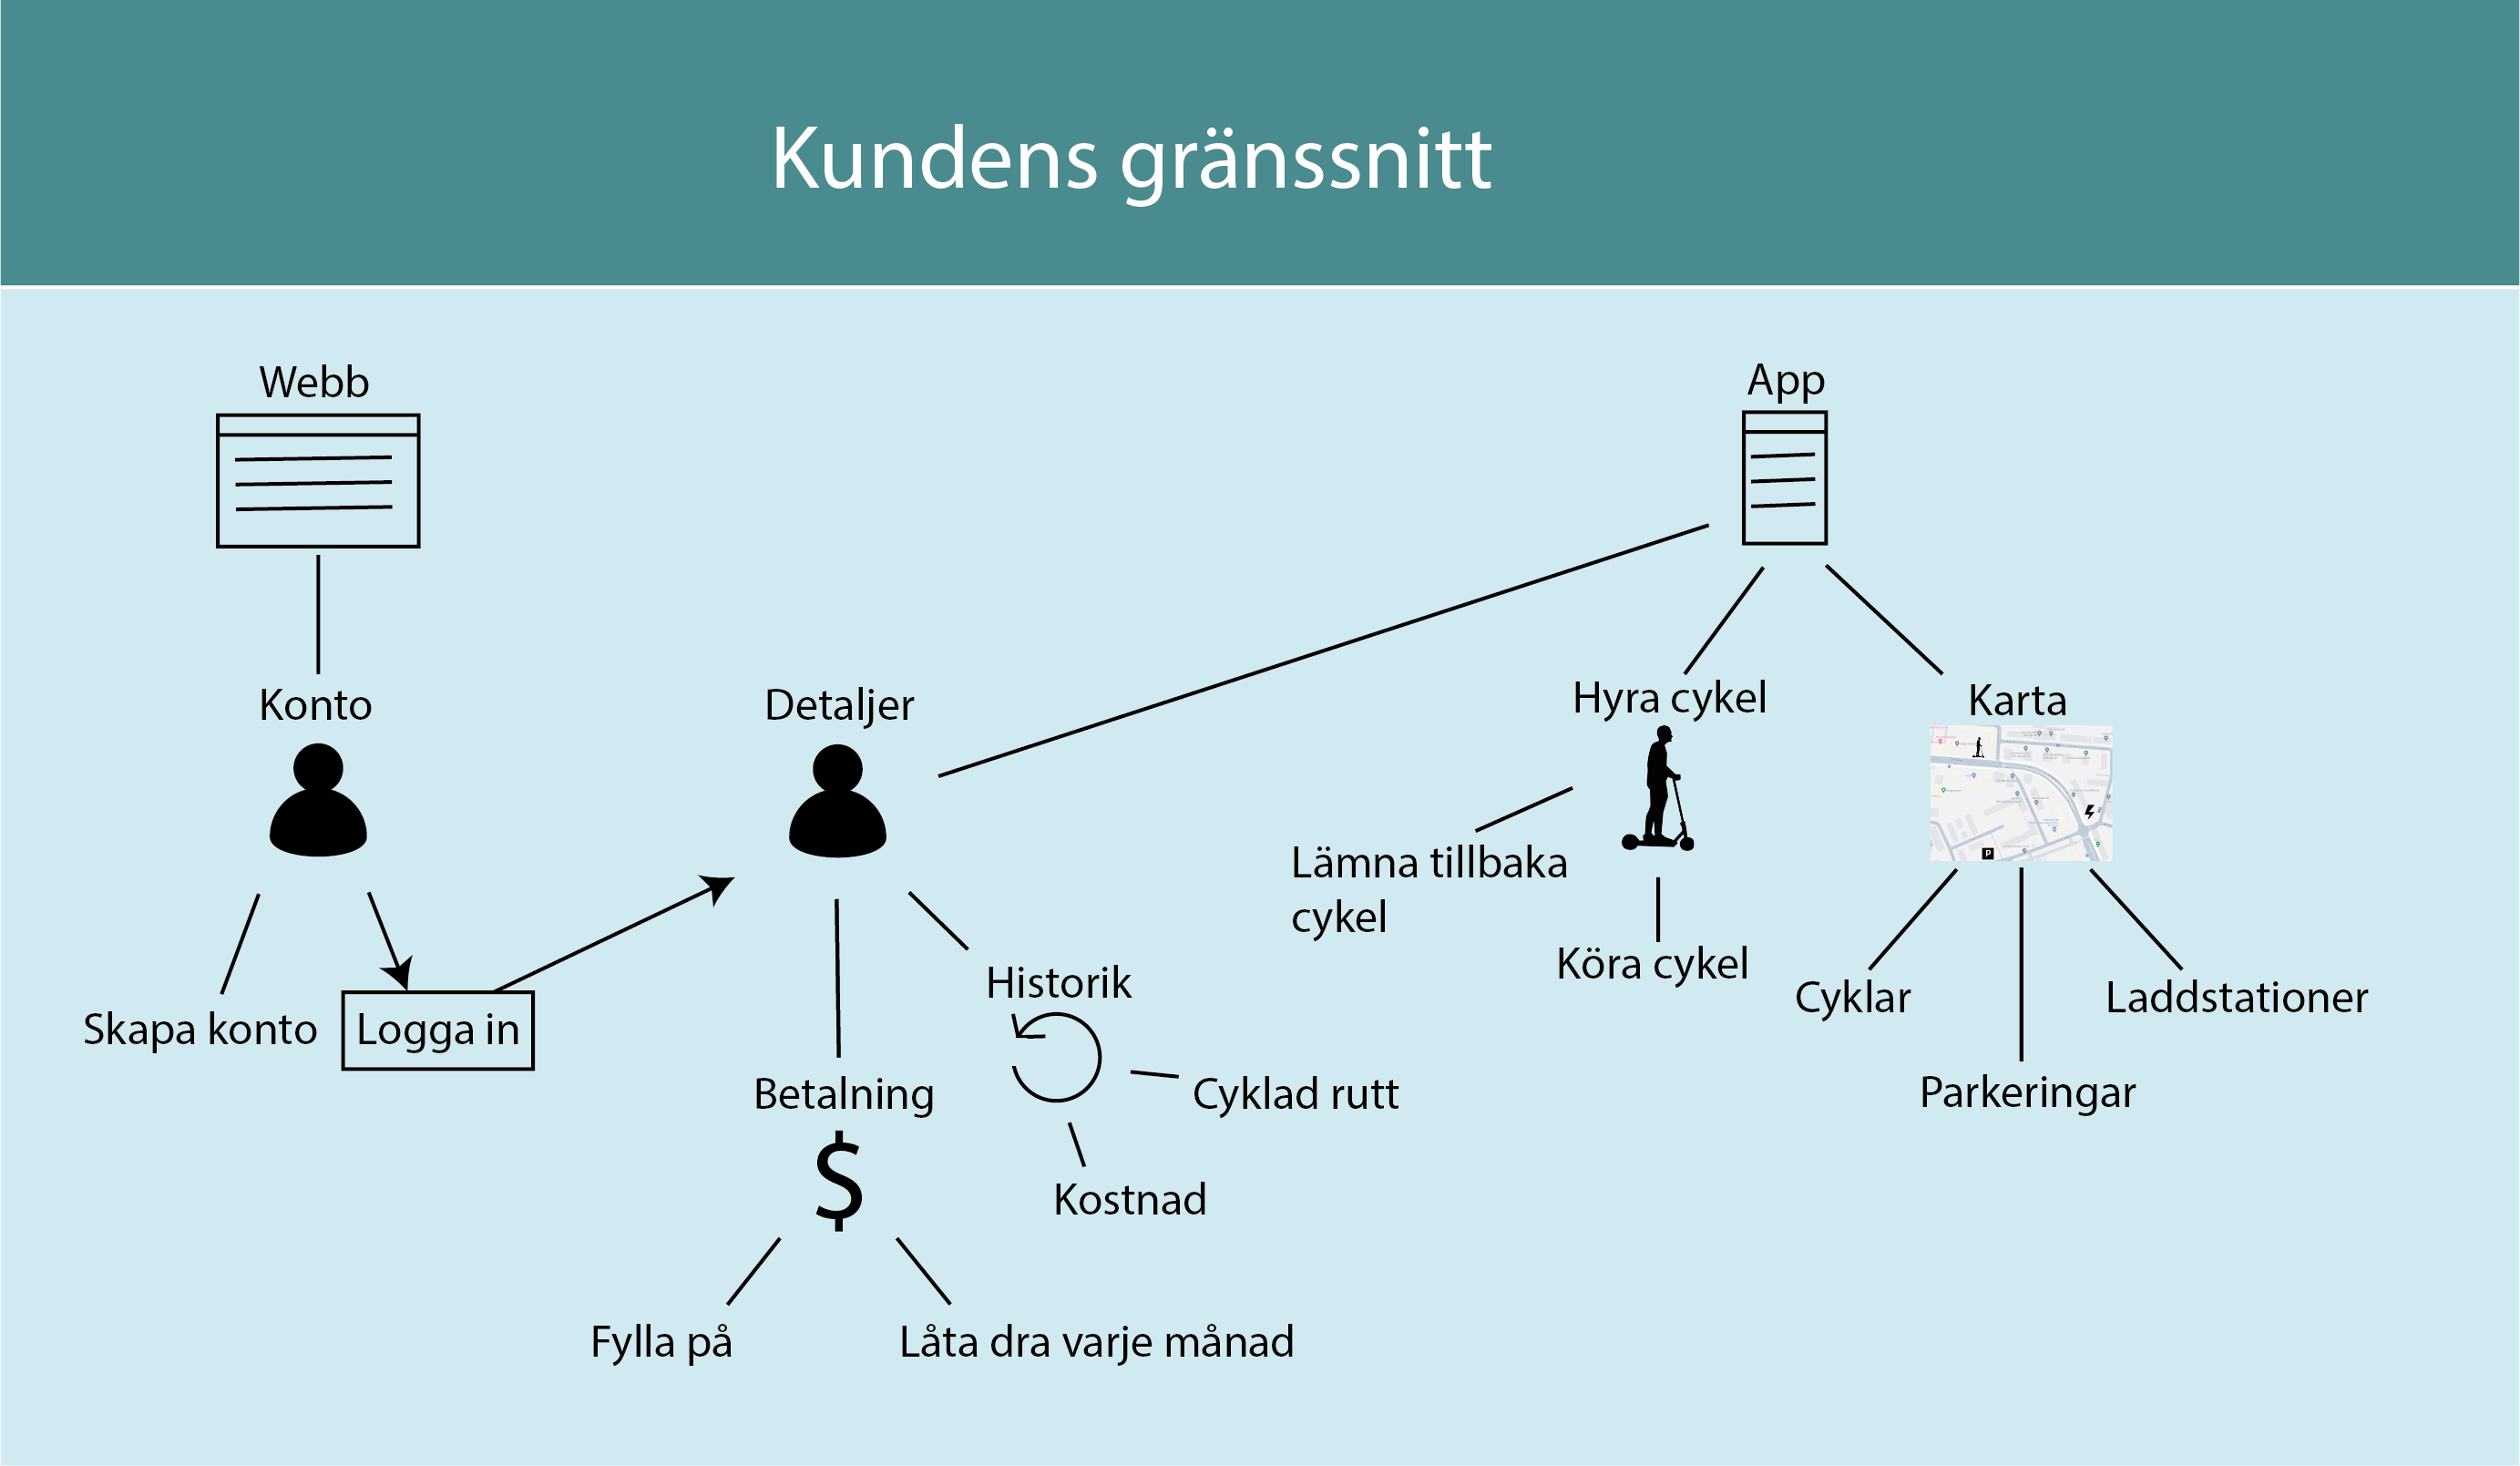 Kundens gränssnitt
Webb
App
Konto
Detaljer
Hyra cykel
Karta
Lämna tillbaka
cykel
Köra cykel
Historik
Cyklar
Laddstationer
Skapa konto
Logga in
Betalning
$
Cyklad rutt
Parkeringar
Kostnad
Fylla på
Låta dra varje månad
P